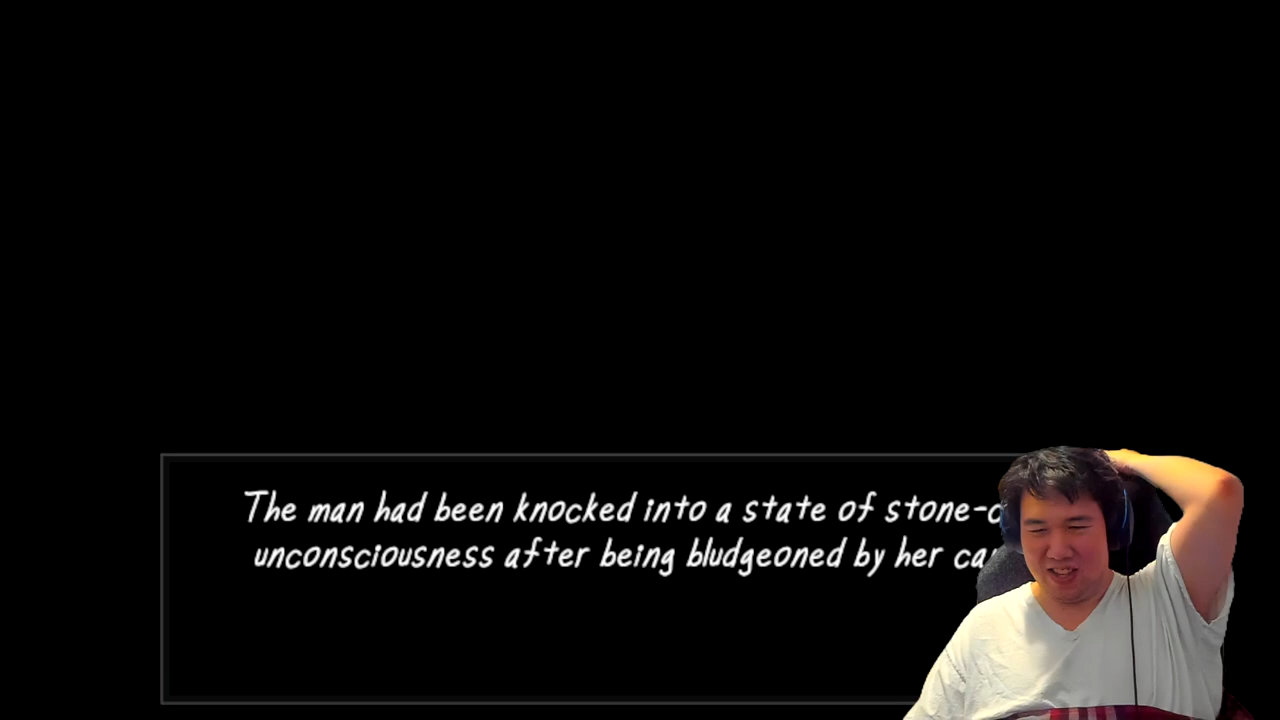 The man had been knocked into a state of stone-
unconsciousness after being bludgeoned by her